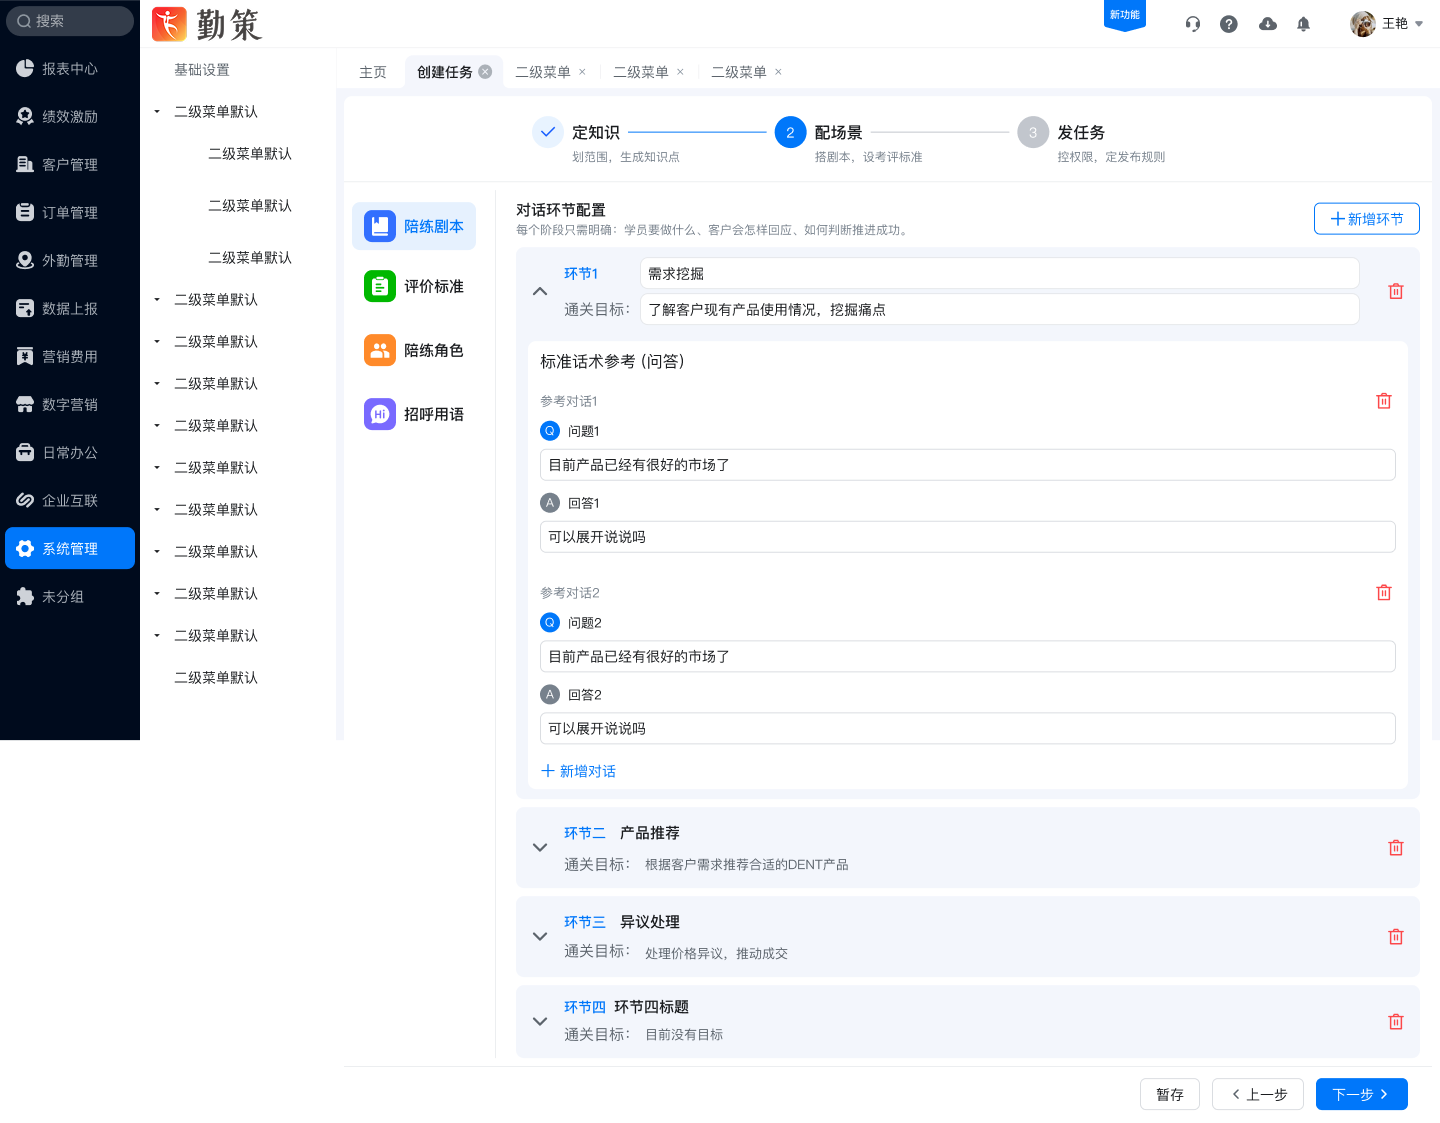 搜索
勤策
新功能
王艳
报表中心
绩效激励
客户管理
订单管理
外勤管理
数据上报
营销费用
数字营销
日常办公
企业互联
系统管理
未分组
基础设置
二级菜单默认
二级菜单默认
二级菜单默认
二级菜单默认
二级菜单默认
二级菜单默认
二级菜单默认
二级菜单默认
二级菜单默认
二级菜单默认
二级菜单默认
二级菜单默认
二级菜单默认
二级菜单默认
主页
创建任务
二级菜单
二级菜单
二级菜单
定知识
划范围，生成知识点
2
配场景
搭剧本，设考评标准
3
发任务
控权限，定发布规则
陪练剧本
评价标准
陪练角色
Hi
招呼用语
对话环节配置
每个阶段只需明确：学员要做什么、客户会怎样回应、如何判断推进成功。
新增环节
环节1
需求挖掘
通关目标：
了解客户现有产品使用情况，挖掘痛点
标准话术参考 (问答)
参考对话1
Q 问题1
目前产品已经有很好的市场了
A 回答1
可以展开说说吗
参考对话2
Q 问题2
目前产品已经有很好的市场了
A 回答2
可以展开说说吗
新增对话
环节二 产品推荐
通关目标： 根据客户需求推荐合适的DENT产品
环节三 异议处理
通关目标： 处理价格异议，推动成交
环节四 环节四标题
通关目标： 目前没有目标
暂存
上一步
下一步